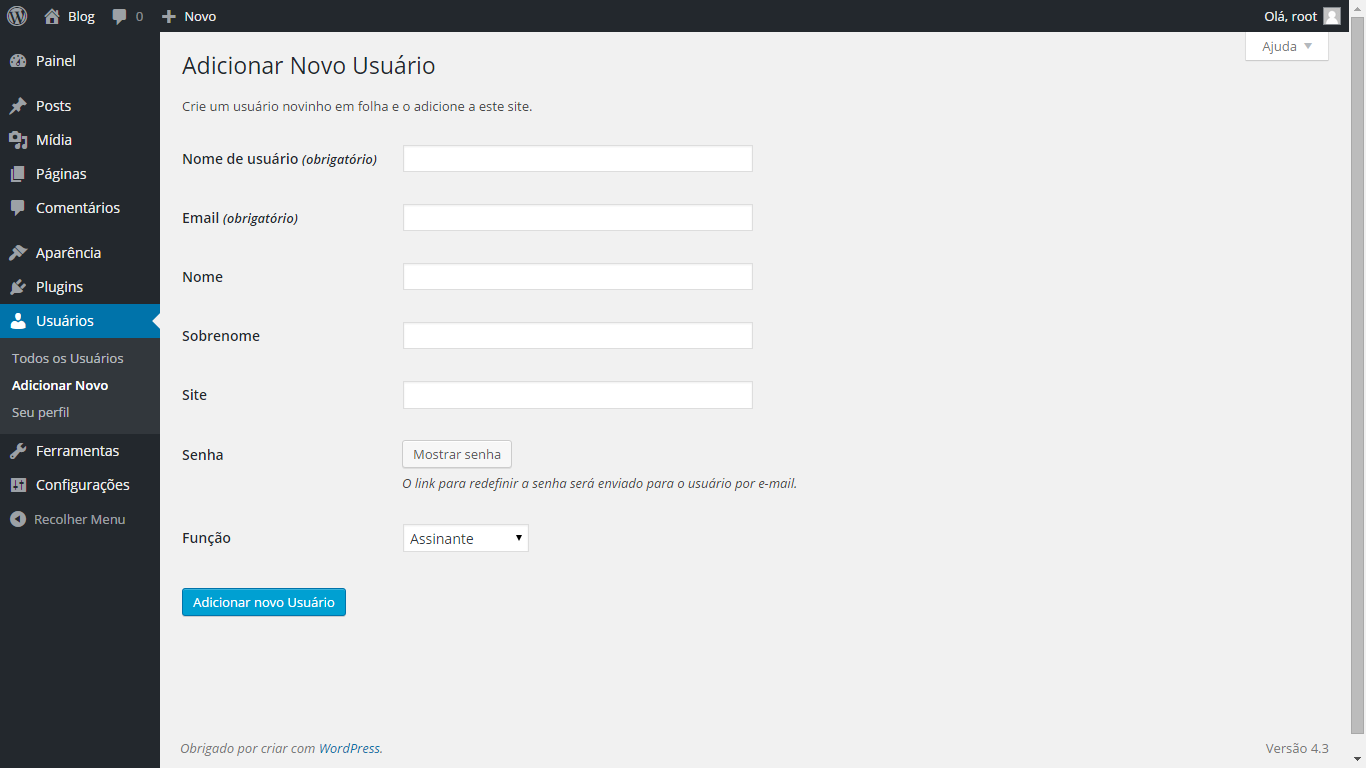 Blog 0 Novo Olá, root
Ajuda
Painel
Posts
Mídia
Páginas
Comentários
Aparência
Plugins
Usuários
Todos os Usuários
Adicionar Novo
Seu perfil
Ferramentas
Configurações
Recolher Menu
Adicionar Novo Usuário
Crie um usuário novinho em folha e o adicione a este site.
Nome de usuário (obrigatório)
Email (obrigatório)
Nome
Sobrenome
Site
Senha Mostrar senha
O link para redefinir a senha será enviado para o usuário por e-mail.
Função Assinante
Adicionar novo Usuário
Obrigado por criar com WordPress. Versão 4.3